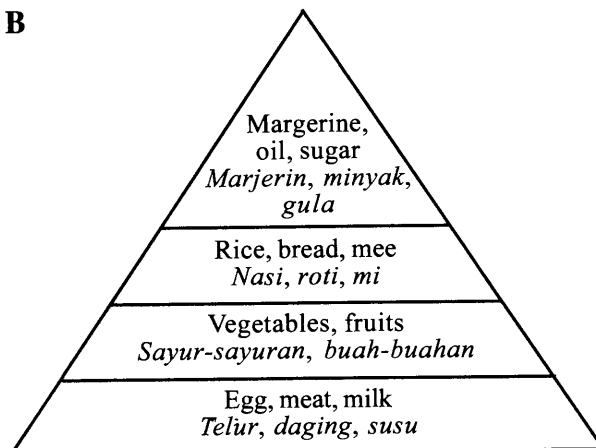 B
Margerine,
oil, sugar
Marjerin, minyak,
gula
Rice, bread, mee
Nasi, roti, mi
Vegetables, fruits
Sayur-sayuran, buah-buahan
Egg, meat, milk
Telur, daging, susu